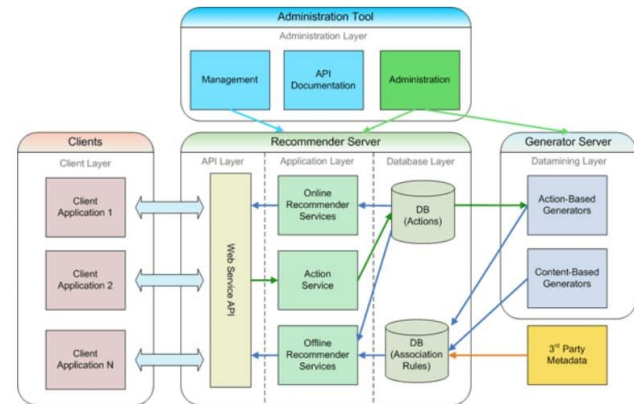 Administration Tool
Administration Layer
Management
API
Documentation
Administration
Clients
Client Layer
Client
Application 1
Client
Application 2
Client
Application N
Recommender Server
API Layer
Application Layer
Database Layer
Web Service API
Online
Recommender
Services
Action
Service
Offline
Recommender
Services
DB
(Actions)
DB
(Association
Rules)
Generator Server
Datamining Layer
Action-Based
Generators
Content-Based
Generators
3rd Party
Metadata